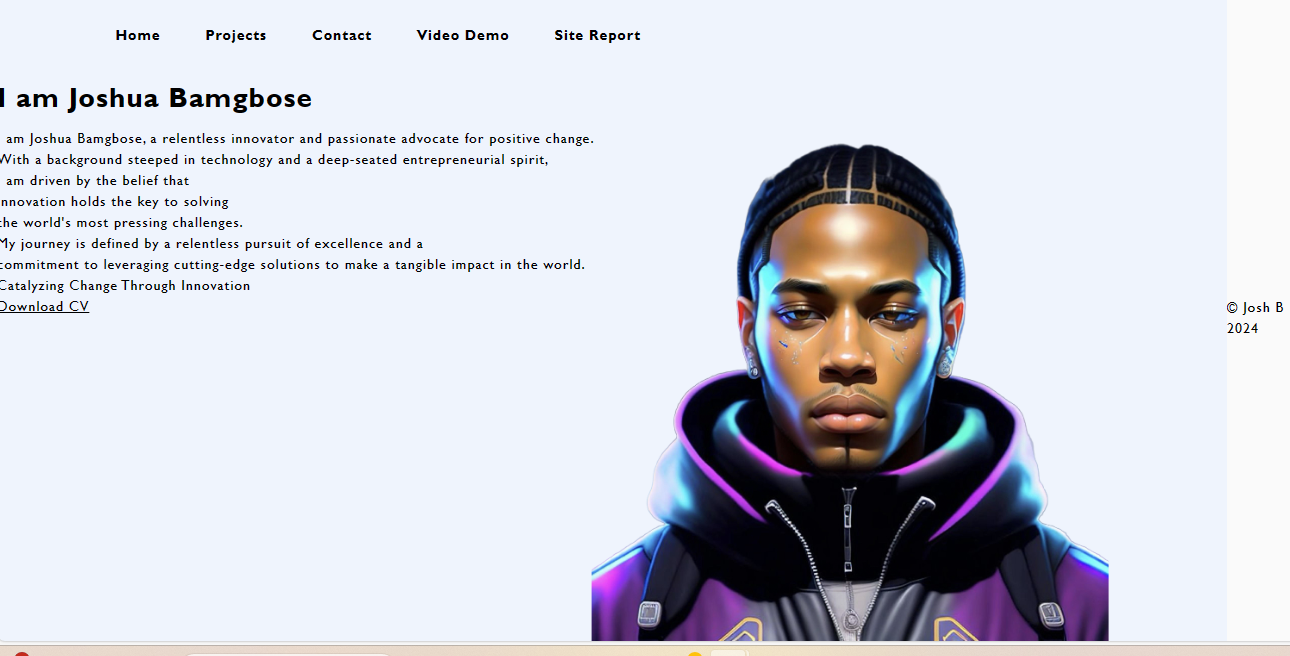 Home Projects Contact Video Demo Site Report
I am Joshua Bamgbose
am Joshua Bamgbose, a relentless innovator and passionate advocate for positive change.
With a background steeped in technology and a deep-seated entrepreneurial spirit,
am driven by the belief that
innovation holds the key to solving
the world's most pressing challenges.
My journey is defined by a relentless pursuit of excellence and a
commitment to leveraging cutting-edge solutions to make a tangible impact in the world.
Catalyzing Change Through Innovation
Download CV
© Josh B
2024